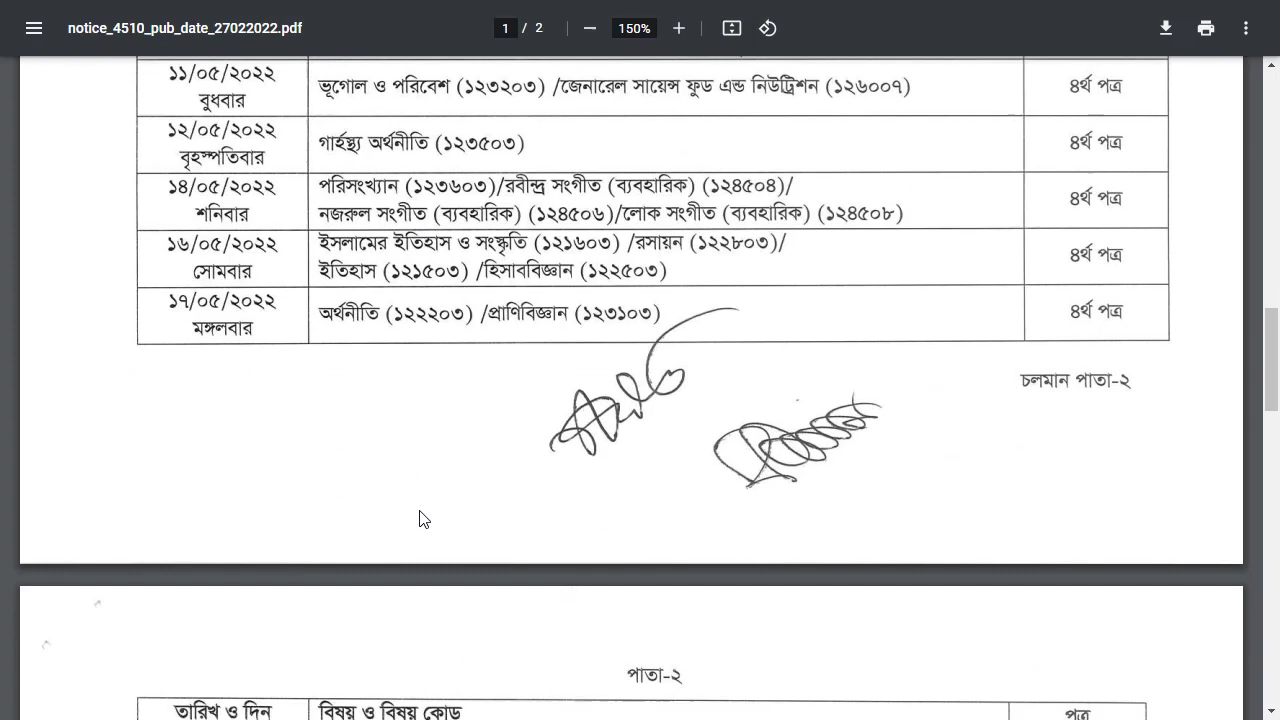 notice_4510_pub_date_27022022.pdf
1 / 2
150%
১১/০৫/২০২২
বুধবার
ভূগোল ও পরিবেশ (১২৩২০৩) /জেনারেল সায়েন্স ফুড এন্ড নিউট্রিশন (১২৬০০৭)
৪র্থ পত্র
১২/০৫/২০২২
বৃহস্পতিবার
গার্হস্থ্য অর্থনীতি (১২৩৫০৩)
৪র্থ পত্র
১৪/০৫/২০২২
শনিবার
পরিসংখ্যান (১২৩৬০৩)/রবীন্দ্র সংগীত (ব্যবহারিক) (১২৪৫০৪)/
নজরুল সংগীত (ব্যবহারিক) (১২৪৫০৬)/লোক সংগীত (ব্যবহারিক) (১২৪৫০৮)
৪র্থ পত্র
১৬/০৫/২০২২
সোমবার
ইসলামের ইতিহাস ও সংস্কৃতি (১২১৬০৩) /রসায়ন (১২২৮০৩)/
ইতিহাস (১২১৫০৩) /হিসাববিজ্ঞান (১২২৫০৩)
৪র্থ পত্র
১৭/০৫/২০২২
মঙ্গলবার
অর্থনীতি (১২২২০৩) /প্রাণিবিজ্ঞান (১২৩১০৩)
৪র্থ পত্র
চলমান পাতা-২
পাতা-২
তারিখ ও দিন
বিষয় ও বিষয় কোড
পত্র